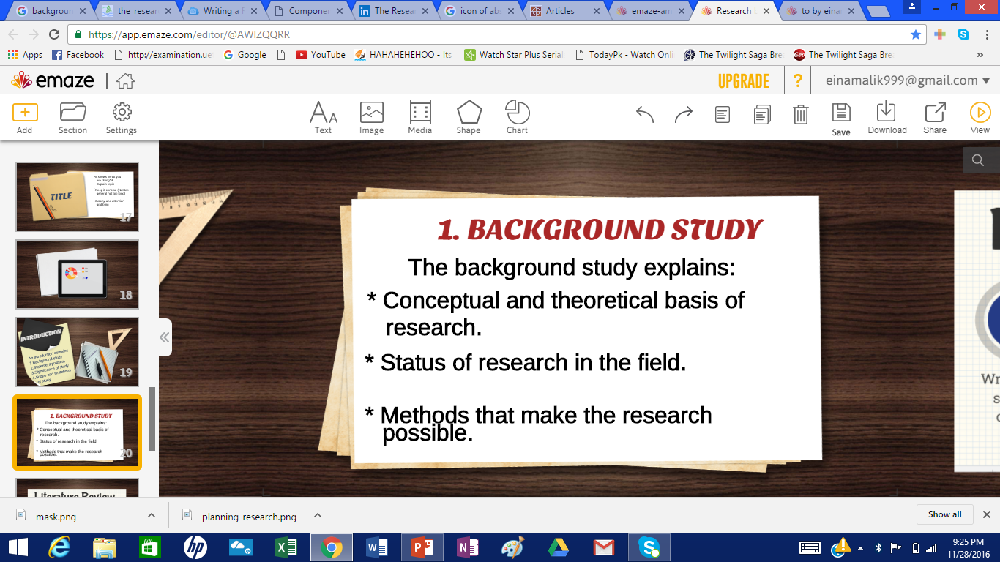 backgroun
the_resear
Writing a
Componer
The Resea
icon of ab
Articles
emaze-am
Research
to by eina
https://app.emaze.com/editor/@AWIZQQRR
Apps
Facebook
http://examination.ue
Google
YouTube
HAHAHEHEHOO - Its
Watch Star Plus Serial
TodayPk - Watch Onli
The Twilight Saga Bre
The Twilight Saga Bre
»
emaze
UPGRADE
?
einamalik999@gmail.com
Add
Section
Settings
Text
Image
Media
Shape
Chart
Save
Download
Share
View
TITLE
•It shows What you
are doing?&
Explain topic
•Keep it concise (Not too
general not too long)
•Catchy and attention
grabbing
17
18
INTRODUCTION
An introduction contains
1.Background study
2.Statement problem
3.Significance of study
4.Scope and limitations
of study
19
1. BACKGROUND STUDY
The background study explains:
* Conceptual and theoretical basis of
research.
* Status of research in the field.
* Methods that make the research
possible.
20
Literature Review
1. BACKGROUND STUDY
The background study explains:
* Conceptual and theoretical basis of
research.
* Status of research in the field.
* Methods that make the research
possible.
Wr
s
mask.png
planning-research.png
Show all
9:25 PM
11/28/2016